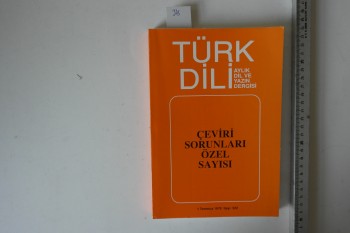 TÜRK
DİLİ
AYLIK
DİL VE
YAZIN
DERGİSİ
ÇEVİRİ
SORUNLARI
ÖZEL
SAYISI